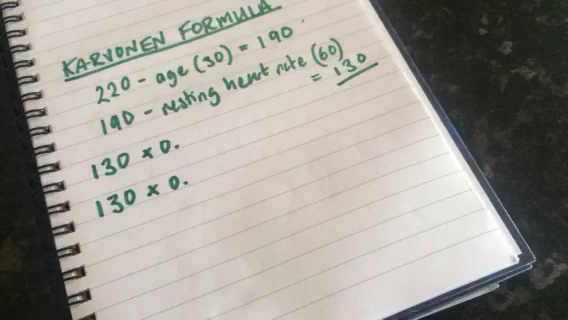 KARVONEN FORMULA
220 - age (30) = 190
190 - resting heart rate (60)
= 130
130 x 0.
130 x 0.